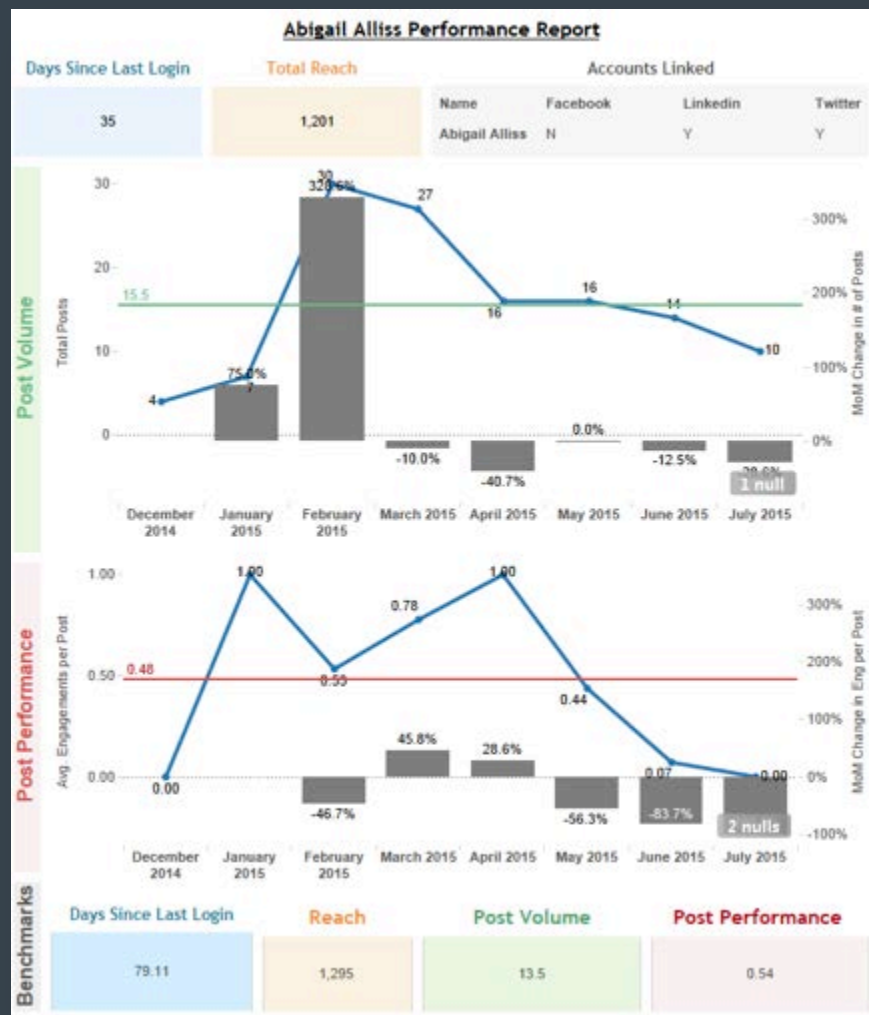 Abigail Alliss Performance Report
Days Since Last Login Total Reach Accounts Linked
35 1,201
Name Facebook Linkedin Twitter
Abigail Alliss N Y Y
Post Volume
Total Posts
30
20
10
0
15.5
4
7
30
27
16
16
14
10
75.0%
328.6%
-10.0%
-40.7%
0.0%
-12.5%
1 null
300%
200%
100%
0%
MoM Change in # of Posts
December 2014 January 2015 February 2015 March 2015 April 2015 May 2015 June 2015 July 2015
Post Performance
Avg. Engagements per Post
1.00
0.50
0.00
0.48
0.00
1.00
0.53
0.78
1.00
0.44
0.07
0.00
-46.7%
45.8%
28.6%
-56.3%
-83.7%
2 nulls
300%
200%
100%
0%
-100%
MoM Change in Eng per Post
December 2014 January 2015 February 2015 March 2015 April 2015 May 2015 June 2015 July 2015
Benchmarks
Days Since Last Login Reach Post Volume Post Performance
79.11 1,295 13.5 0.54